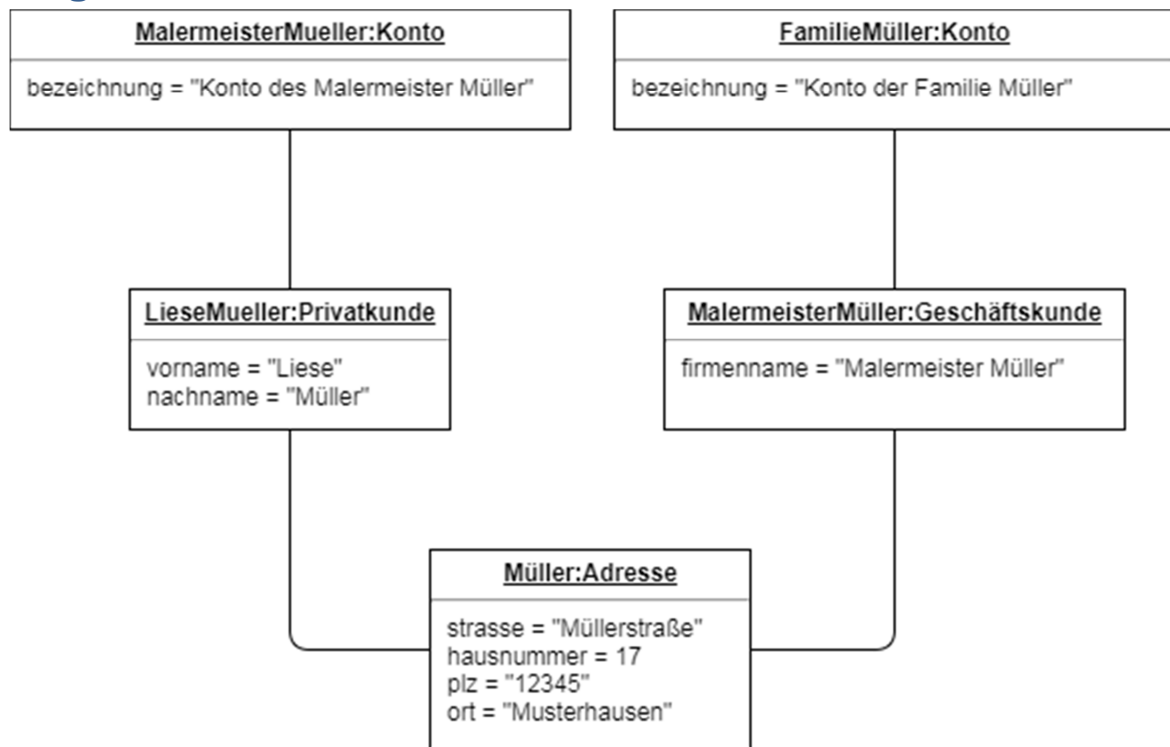 MalermeisterMueller:Konto
bezeichnung = "Konto des Malermeister Müller"
FamilieMüller:Konto
bezeichnung = "Konto der Familie Müller"
LieseMueller:Privatkunde
vorname = "Liese"
nachname = "Müller"
MalermeisterMüller:Geschäftskunde
firmenname = "Malermeister Müller"
Müller:Adresse
strasse = "Müllerstraße"
hausnummer = 17
plz = "12345"
ort = "Musterhausen"